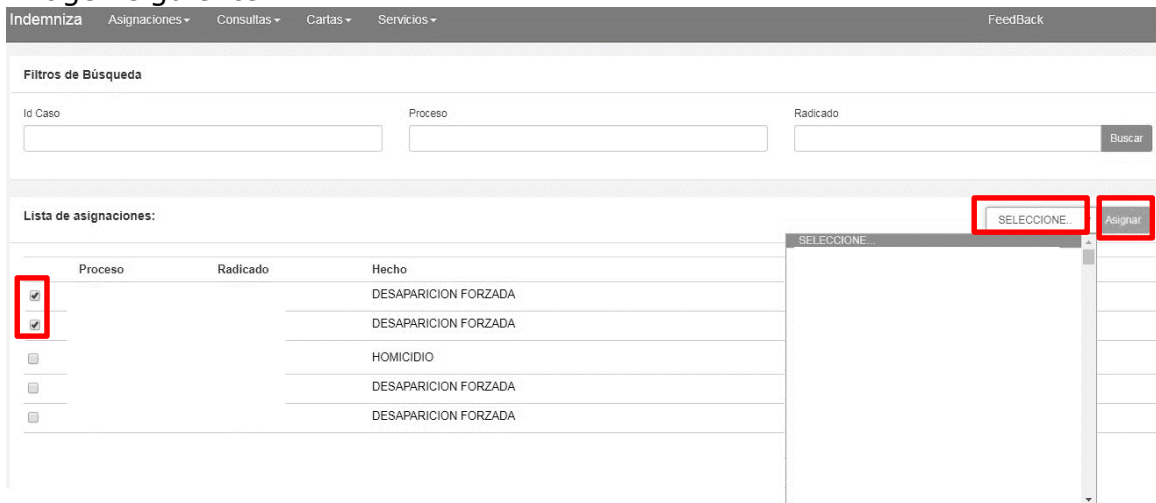 Indemniza Asignaciones Consultas Cartas Servicios FeedBack
Filtros de Búsqueda
Id Caso Proceso Radicado
Buscar
Lista de asignaciones: SELECCIONE.. Asignar
SELECCIONE...
Proceso Radicado Hecho
DESAPARICION FORZADA
DESAPARICION FORZADA
HOMICIDIO
DESAPARICION FORZADA
DESAPARICION FORZADA